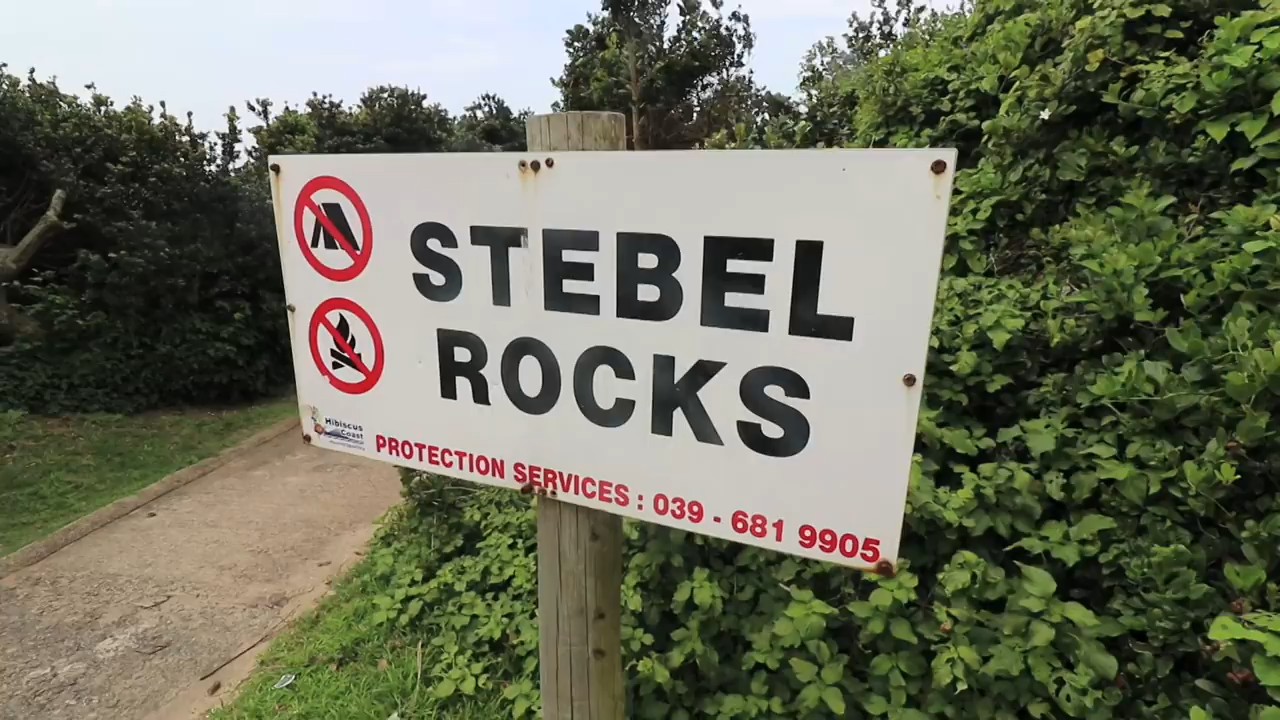 STEBEL
ROCKS
Hibiscus
Coast
PROTECTION SERVICES : 039 - 681 9905